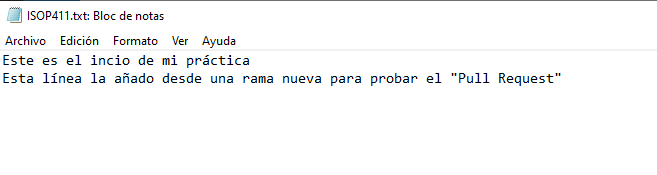 ISOP411.txt: Bloc de notas
Archivo Edición Formato Ver Ayuda
Este es el incio de mi práctica
Esta línea la añado desde una rama nueva para probar el "Pull Request"